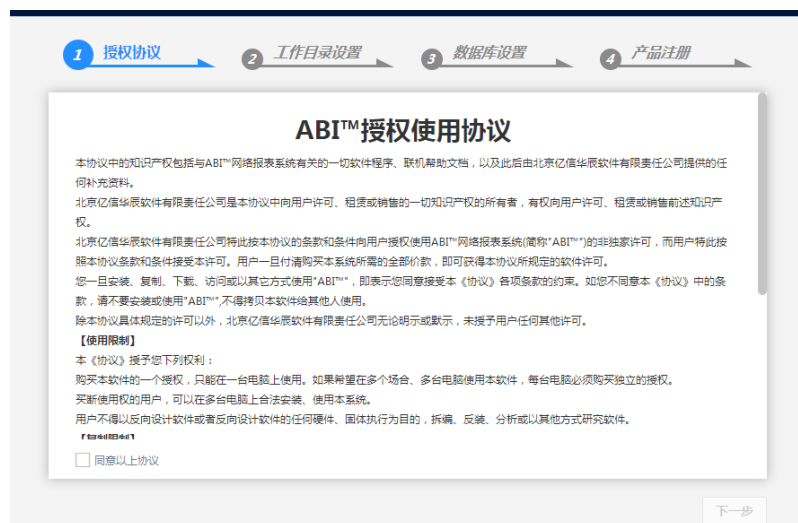 1 授权协议
2 工作目录设置
3 数据库设置
4 产品注册
ABI™授权使用协议
本协议中的知识产权包括与ABI™网络报表系统有关的一切软件程序、联机帮助文档，以及此后由北京亿信华辰软件有限责任公司提供的任
何补充资料。
北京亿信华辰软件有限责任公司是本协议中向用户许可、租赁或销售的一切知识产权的所有者，有权向用户许可、租赁或销售前述知识产
权。
北京亿信华辰软件有限责任公司特此按本协议的条款和条件向用户授权使用ABI™网络报表系统(简称"ABI™")的非独家许可，而用户特此按
照本协议条款和条件接受本许可。用户一旦付清购买本系统所需的全部价款，即可获得本协议所规定的软件许可。
您一旦安装、复制、下载、访问或以其它方式使用"ABI™"，即表示您同意接受本《协议》各项条款的约束。如您不同意本《协议》中的条
款，请不要安装或使用"ABI™",不得拷贝本软件给其他人使用。
除本协议具体规定的许可以外，北京亿信华辰软件有限责任公司无论明示或默示，未授予用户任何其他许可。
【使用限制】
本《协议》授予您下列权利：
购买本软件的一个授权，只能在一台电脑上使用。如果希望在多个场合、多台电脑使用本软件，每台电脑必须购买独立的授权。
买断使用权的用户，可以在多台电脑上合法安装、使用本系统。
用户不得以反向设计软件或者反向设计软件的任何硬件、固体执行为目的，拆编、反装、分析或以其他方式研究软件。
【复制限制】
同意以上协议
下一步